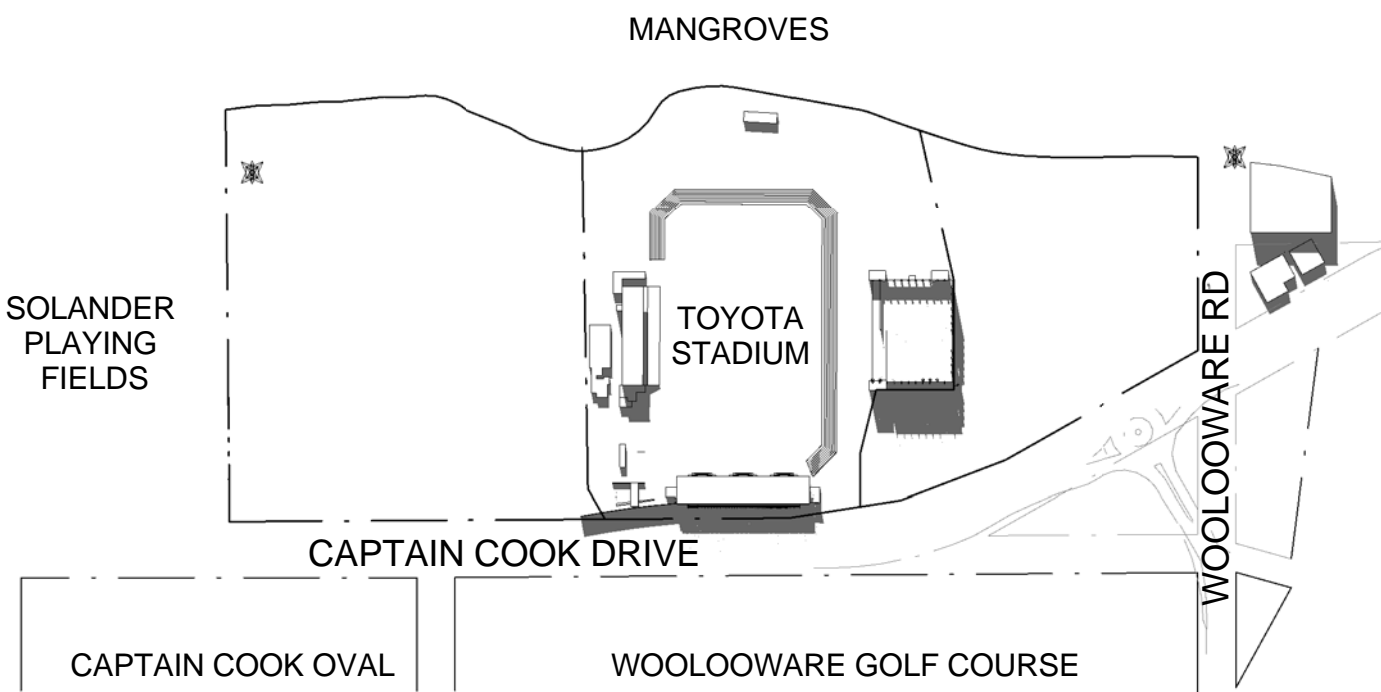 MANGROVES
SOLANDER
PLAYING
FIELDS
TOYOTA
STADIUM
WOOLOOWARE RD
CAPTAIN COOK DRIVE
CAPTAIN COOK OVAL
WOOLOOWARE GOLF COURSE